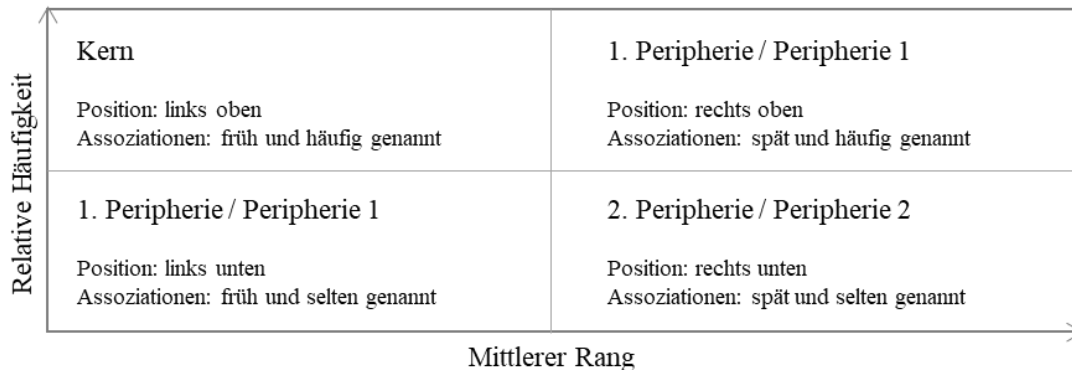 Relative Häufigkeit
Kern
Position: links oben
Assoziationen: früh und häufig genannt
1. Peripherie / Peripherie 1
Position: rechts oben
Assoziationen: spät und häufig genannt
1. Peripherie / Peripherie 1
Position: links unten
Assoziationen: früh und selten genannt
2. Peripherie / Peripherie 2
Position: rechts unten
Assoziationen: spät und selten genannt
Mittlerer Rang